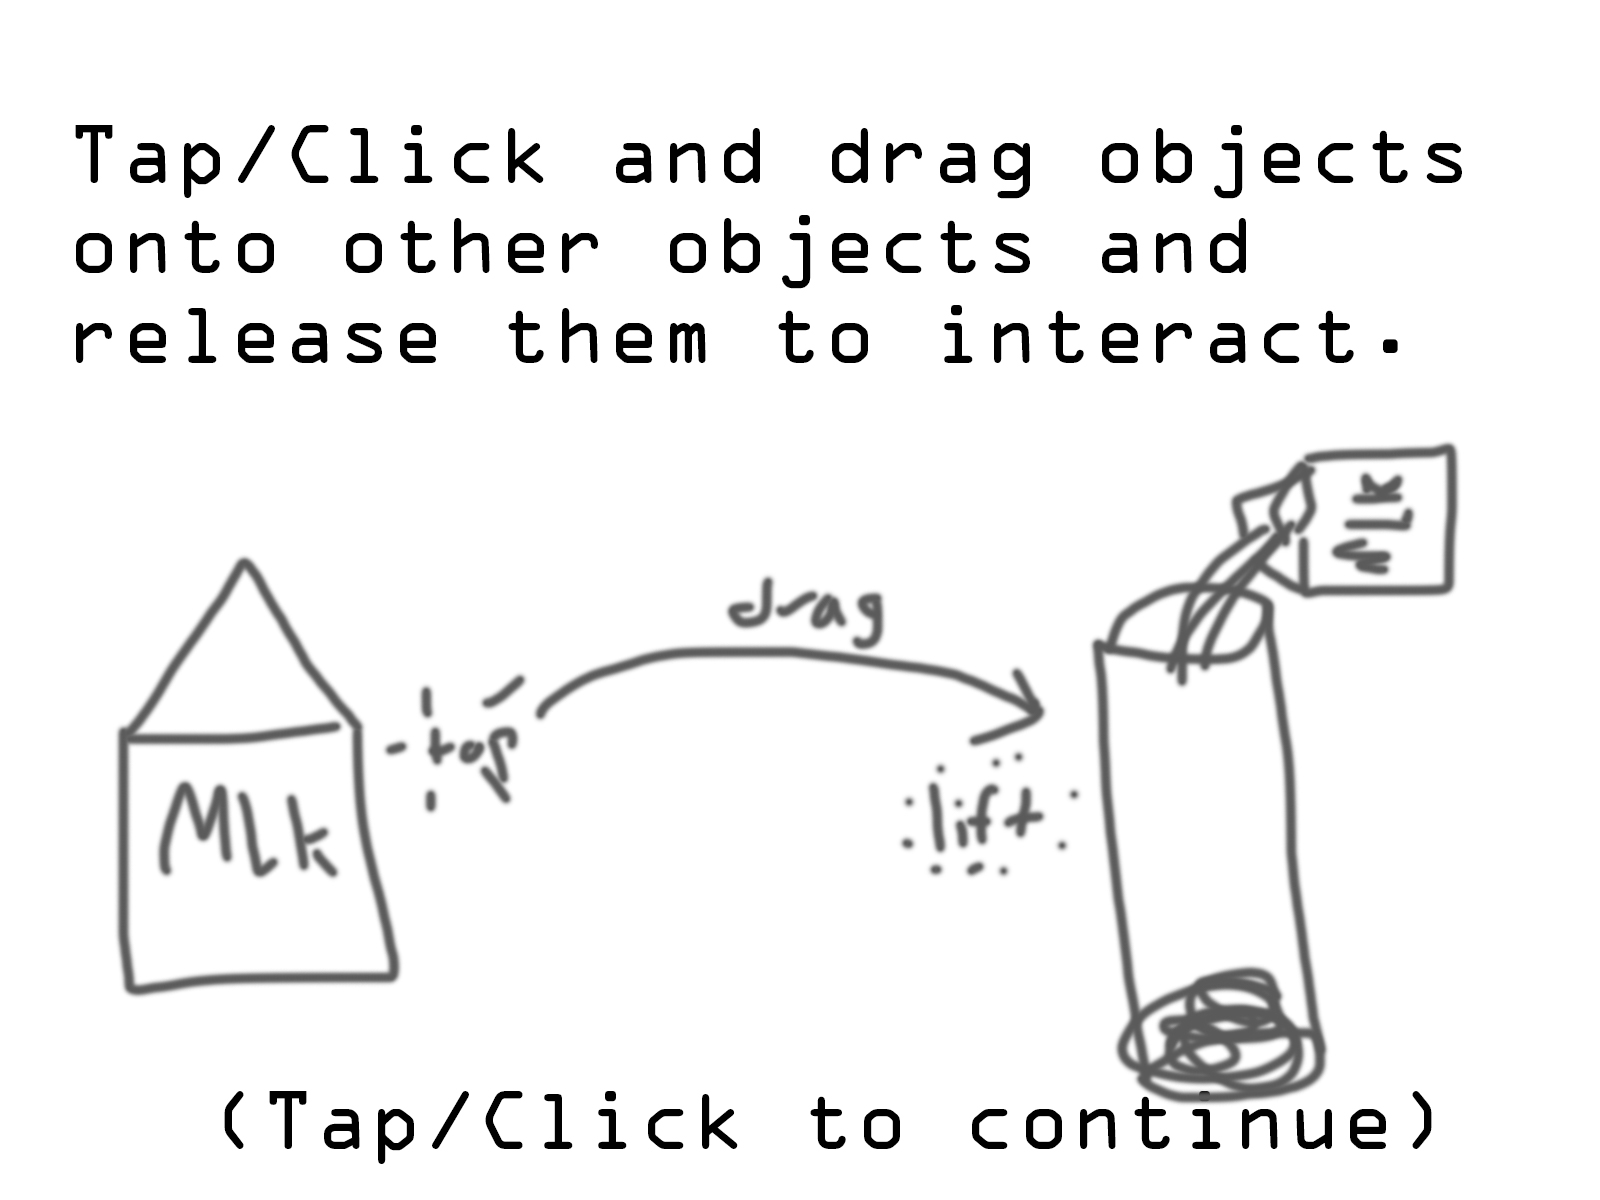 Tap/Click and drag objects
onto other objects and
release them to interact.
Mlk
drag
tap
lift
Milk
(Tap/Click to continue)